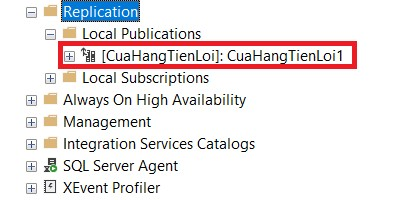 Replication
Local Publications
[CuaHangTienLoi]: CuaHangTienLoi1
Local Subscriptions
Always On High Availability
Management
Integration Services Catalogs
SQL Server Agent
XEvent Profiler